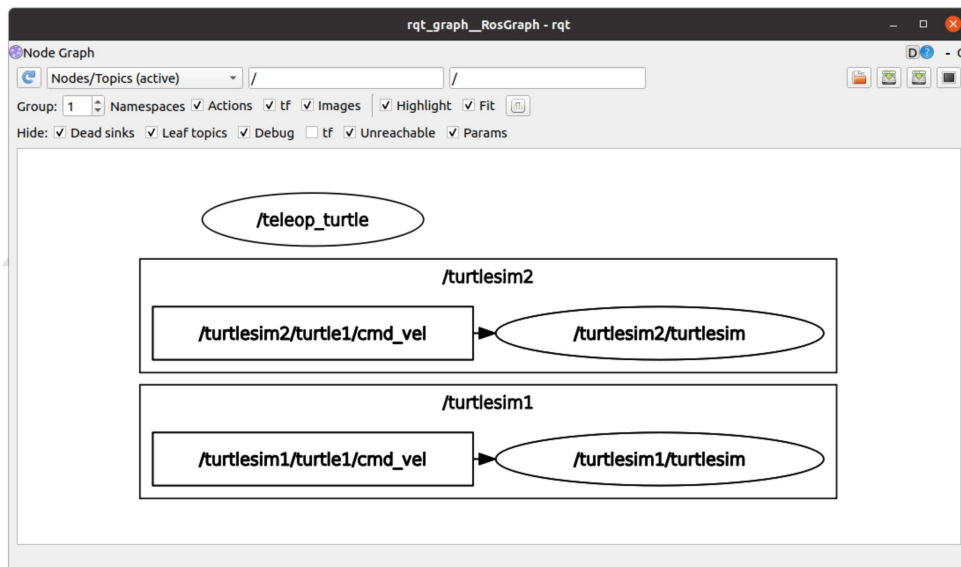 rqt_graph__RosGraph - rqt
Node Graph D ? -
Nodes/Topics (active) / /
Group: 1 Namespaces Actions tf Images Highlight Fit
Hide: Dead sinks Leaf topics Debug tf Unreachable Params
/teleop_turtle
/turtlesim2
/turtlesim2/turtle1/cmd_vel /turtlesim2/turtlesim
/turtlesim1
/turtlesim1/turtle1/cmd_vel /turtlesim1/turtlesim